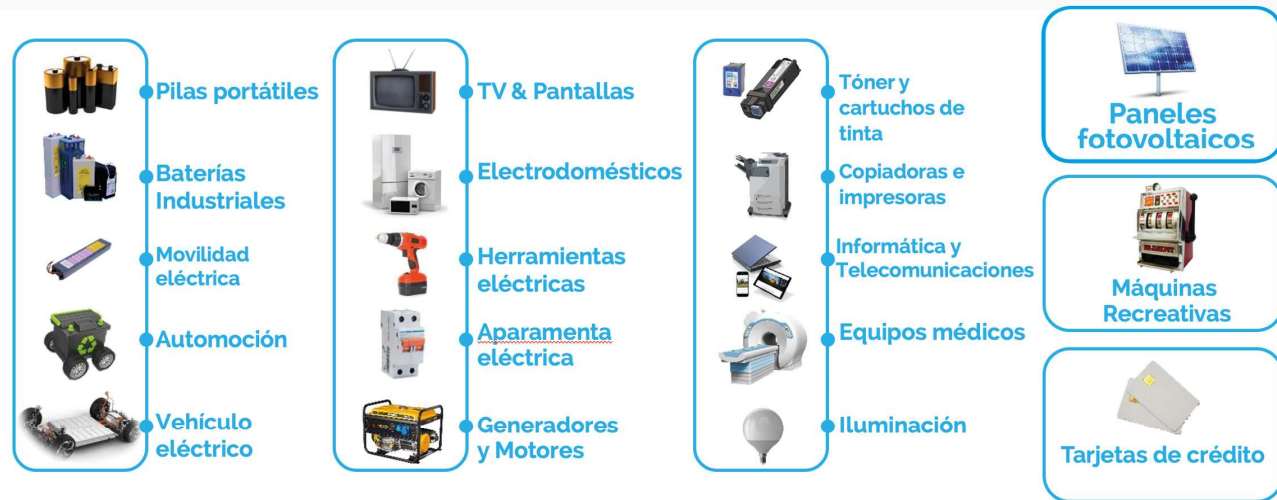 Pilas portátiles
Baterías
Industriales
Movilidad
eléctrica
Automoción
Vehículo
eléctrico
TV & Pantallas
Electrodomésticos
Herramientas
eléctricas
Aparamenta
eléctrica
Generadores
y Motores
Tóner y
cartuchos de
tinta
Copiadoras e
impresoras
Informática y
Telecomunicaciones
Equipos médicos
Iluminación
Paneles
fotovoltaicos
Máquinas
Recreativas
Tarjetas de crédito